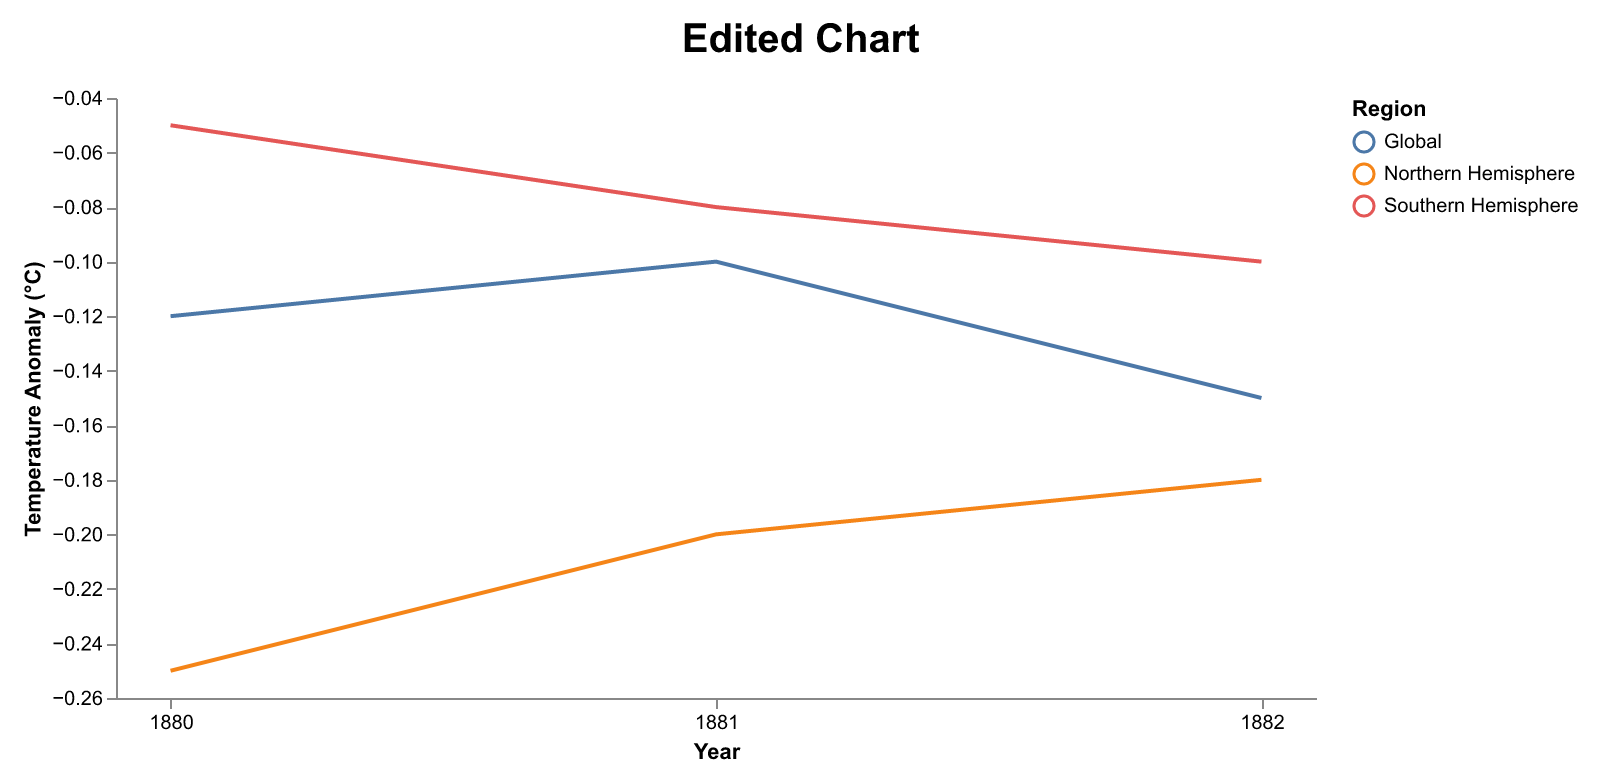 Edited Chart
−0.04
−0.06
−0.08
−0.10
−0.12
−0.14
−0.16
−0.18
−0.20
−0.22
−0.24
−0.26
Temperature Anomaly (°C)
1880
1881
1882
Year
Region
Global
Northern Hemisphere
Southern Hemisphere